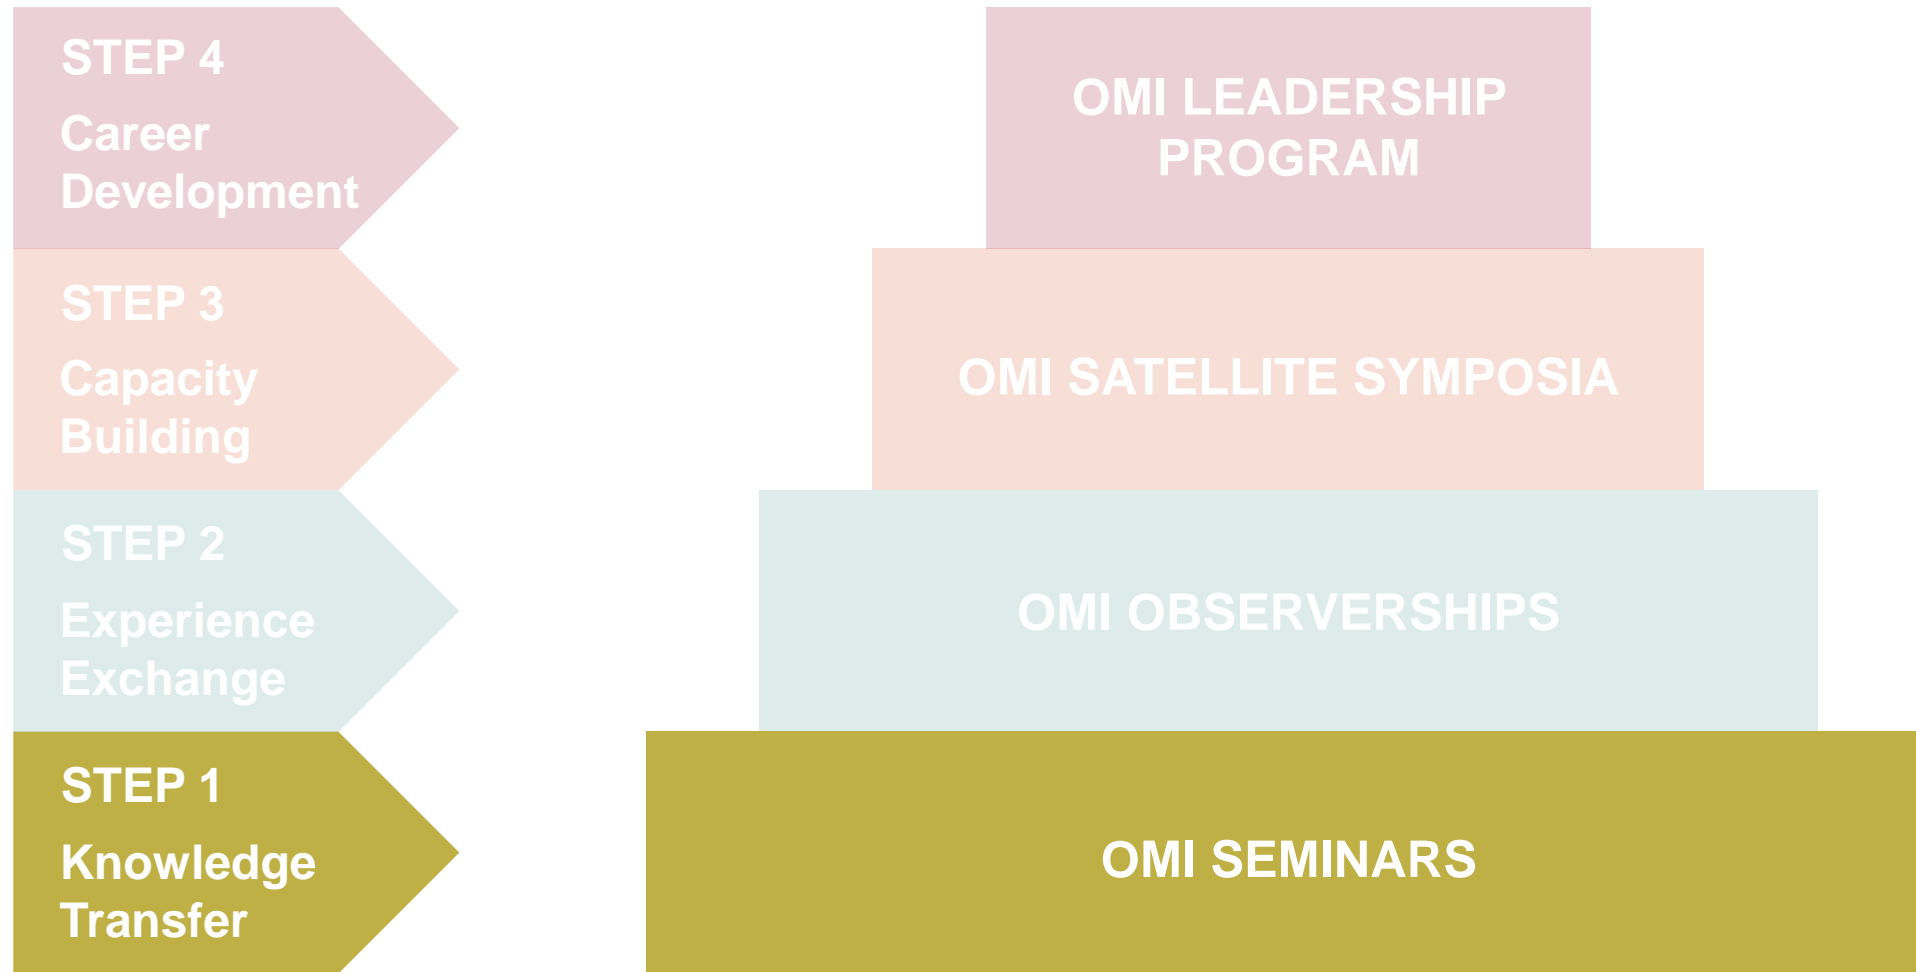 STEP 4
Career
Development
OMI LEADERSHIP
PROGRAM
STEP 3
Capacity
Building
OMI SATELLITE SYMPOSIA
STEP 2
Experience
Exchange
OMI OBSERVERSHIPS
STEP 1
Knowledge
Transfer
OMI SEMINARS